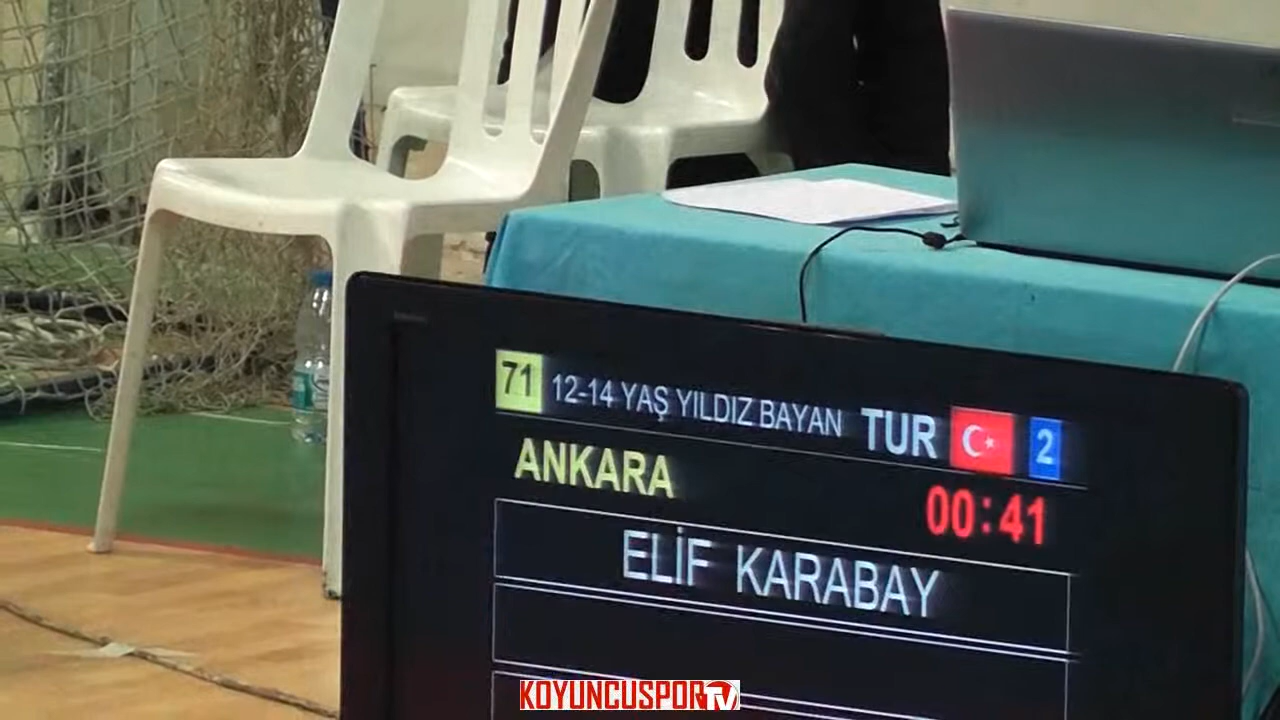 71 12-14 YAŞ YILDIZ BAYAN TUR 2
ANKARA
00:41
ELİF KARABAY
KOYUNCUSPOR TV